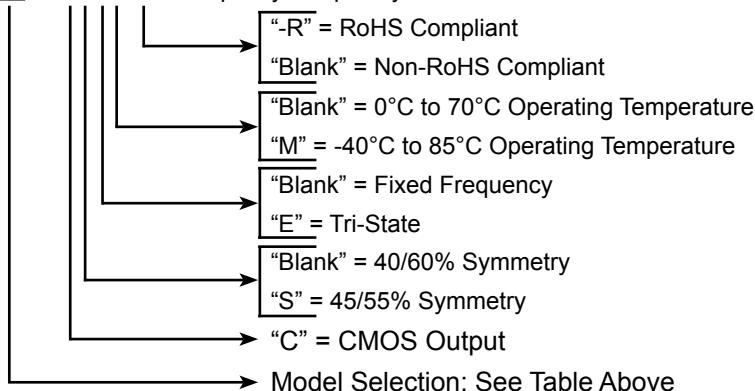 “-R” = RoHS Compliant
“Blank” = Non-RoHS Compliant
“Blank” = 0°C to 70°C Operating Temperature
“M” = -40°C to 85°C Operating Temperature
“Blank” = Fixed Frequency
“E” = Tri-State
“Blank” = 40/60% Symmetry
“S” = 45/55% Symmetry
“C” = CMOS Output
Model Selection: See Table Above